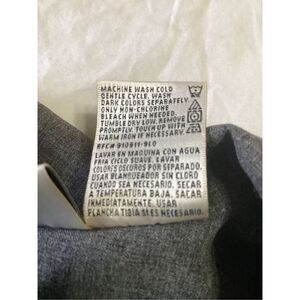 MACHINE WASH COLD
GENTLE CYCLE. WASH
DARK COLORS SEPARATELY.
ONLY NON-CHLORINE
BLEACH WHEN NEEDED.
TUMBLE DRY LOW. REMOVE
PROMPTLY. TOUCH UP WITH
WARM IRON IF NECESSARY.
LAVAR EN MAQUINA CON AGUA
FRIA CICLO SUAVE. LAVAR
COLORES OSCUROS POR SEPARADO.
USAR BLANQUEADOR SIN CLORO
CUANDO SEA NECESARIO. SECAR
A TEMPERATURA BAJA. SACAR
INMEDIATAMENTE. USAR
PLANCHA TIBIA SI ES NECESARIO.